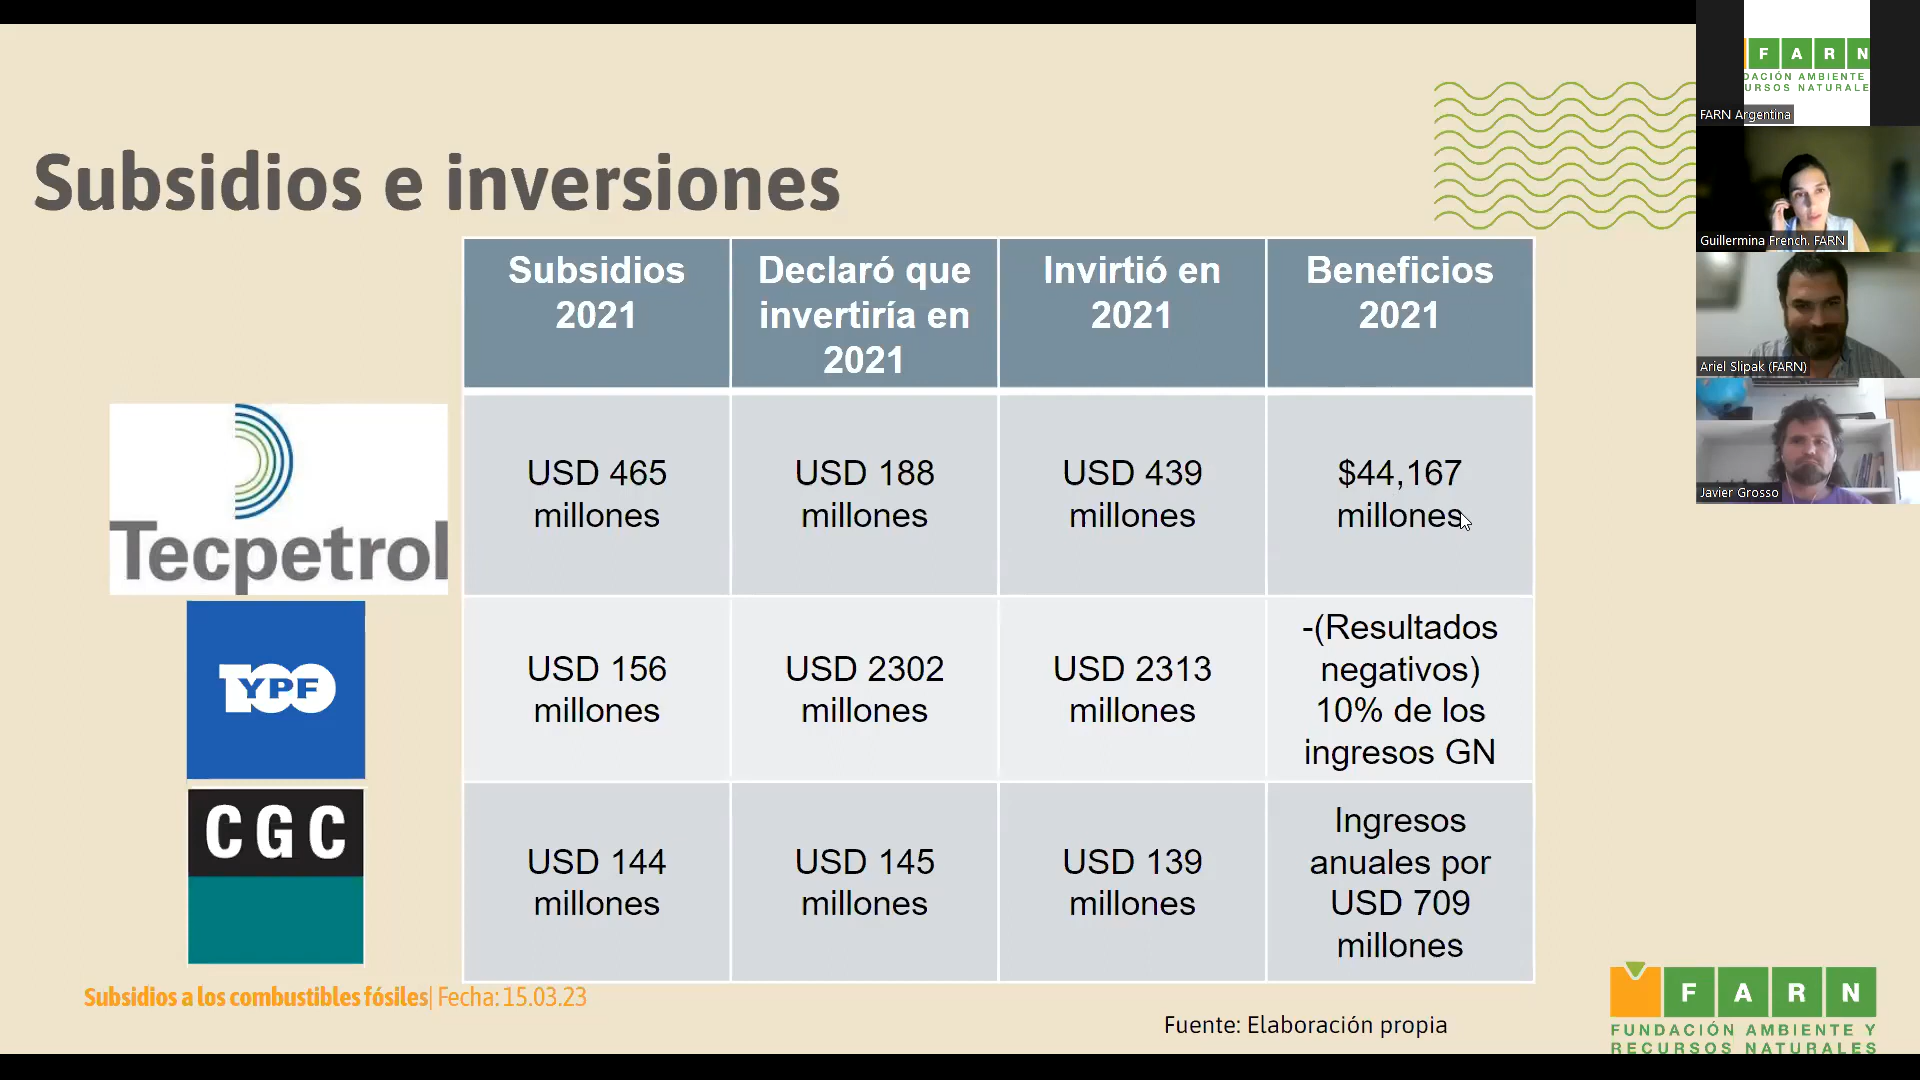 Subsidios e inversiones
Subsidios
2021
Declaró que
invertiría en
2021
Invirtió en
2021
Beneficios
2021
Tecpetrol
USD 465
millones
USD 188
millones
USD 439
millones
$44,167
millones
YPF
USD 156
millones
USD 2302
millones
USD 2313
millones
-(Resultados
negativos)
10% de los
ingresos GN
CGC
USD 144
millones
USD 145
millones
USD 139
millones
Ingresos
anuales por
USD 709
millones
Subsidios a los combustibles fósiles| Fecha: 15.03.23
Fuente: Elaboración propia
FARN
FUNDACIÓN AMBIENTE Y
RECURSOS NATURALES
FARN
DACIÓN AMBIENTE
URSOS NATURALE
FARN Argentina
Guillermina French. FARN
Ariel Slipak (FARN)
Javier Grosso